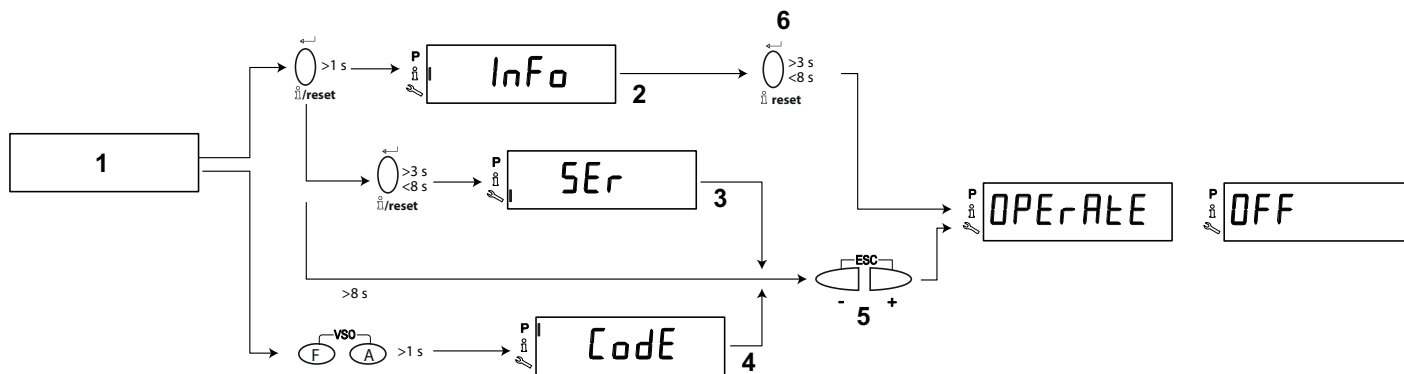 6
>1 s
P
i
InFo
>3 s
<8 s
i/reset
2
i reset
1
>3 s
<8 s
P
i
SEr
i/reset
3
P
i
OPErAtE
P
i
OFF
ESC
>8 s
- +
5
VSO
F A
>1 s
P
i
CodE
4